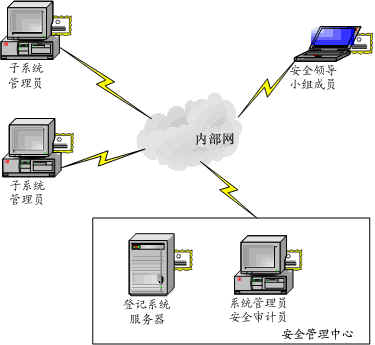 子系统
管理员
安全领导
小组成员
内部网
子系统
管理员
登记系统
服务器
系统管理员
安全审计员
安全管理中心